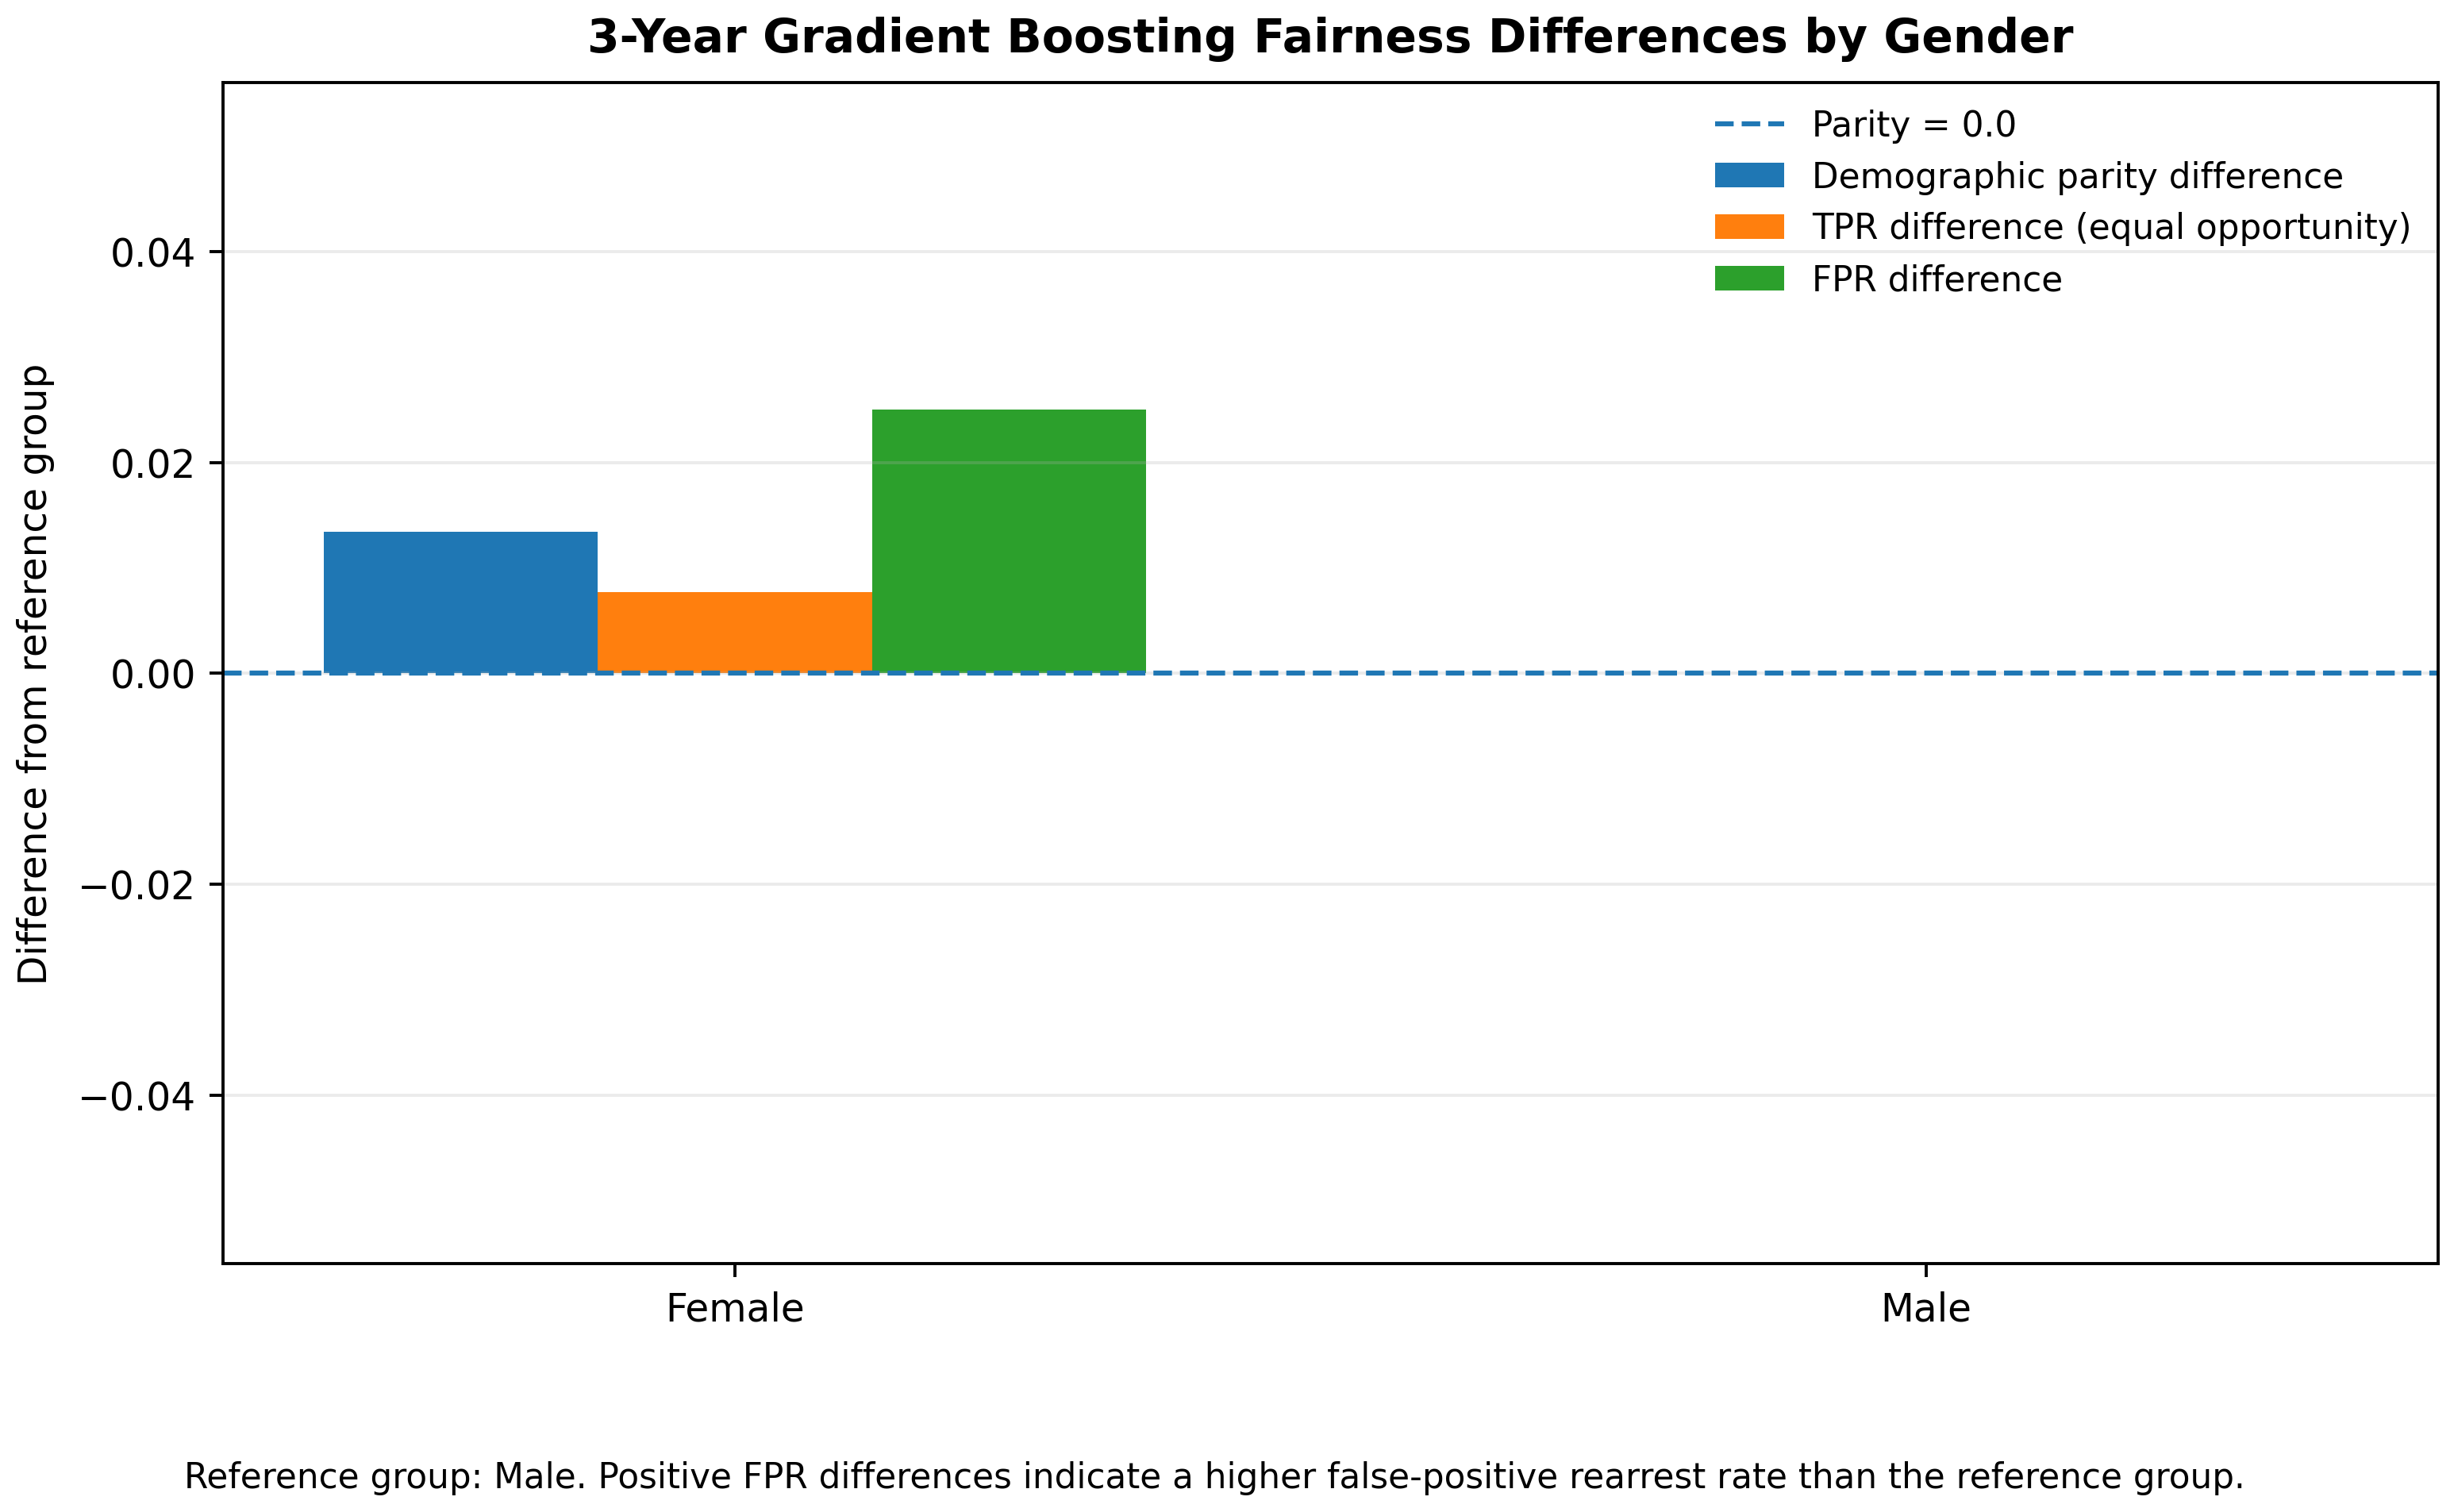 3-Year Gradient Boosting Fairness Differences by Gender
Parity = 0.0
Demographic parity difference
TPR difference (equal opportunity)
FPR difference
Difference from reference group
0.04
0.02
0.00
−0.02
−0.04
Female
Male
Reference group: Male. Positive FPR differences indicate a higher false-positive rearrest rate than the reference group.